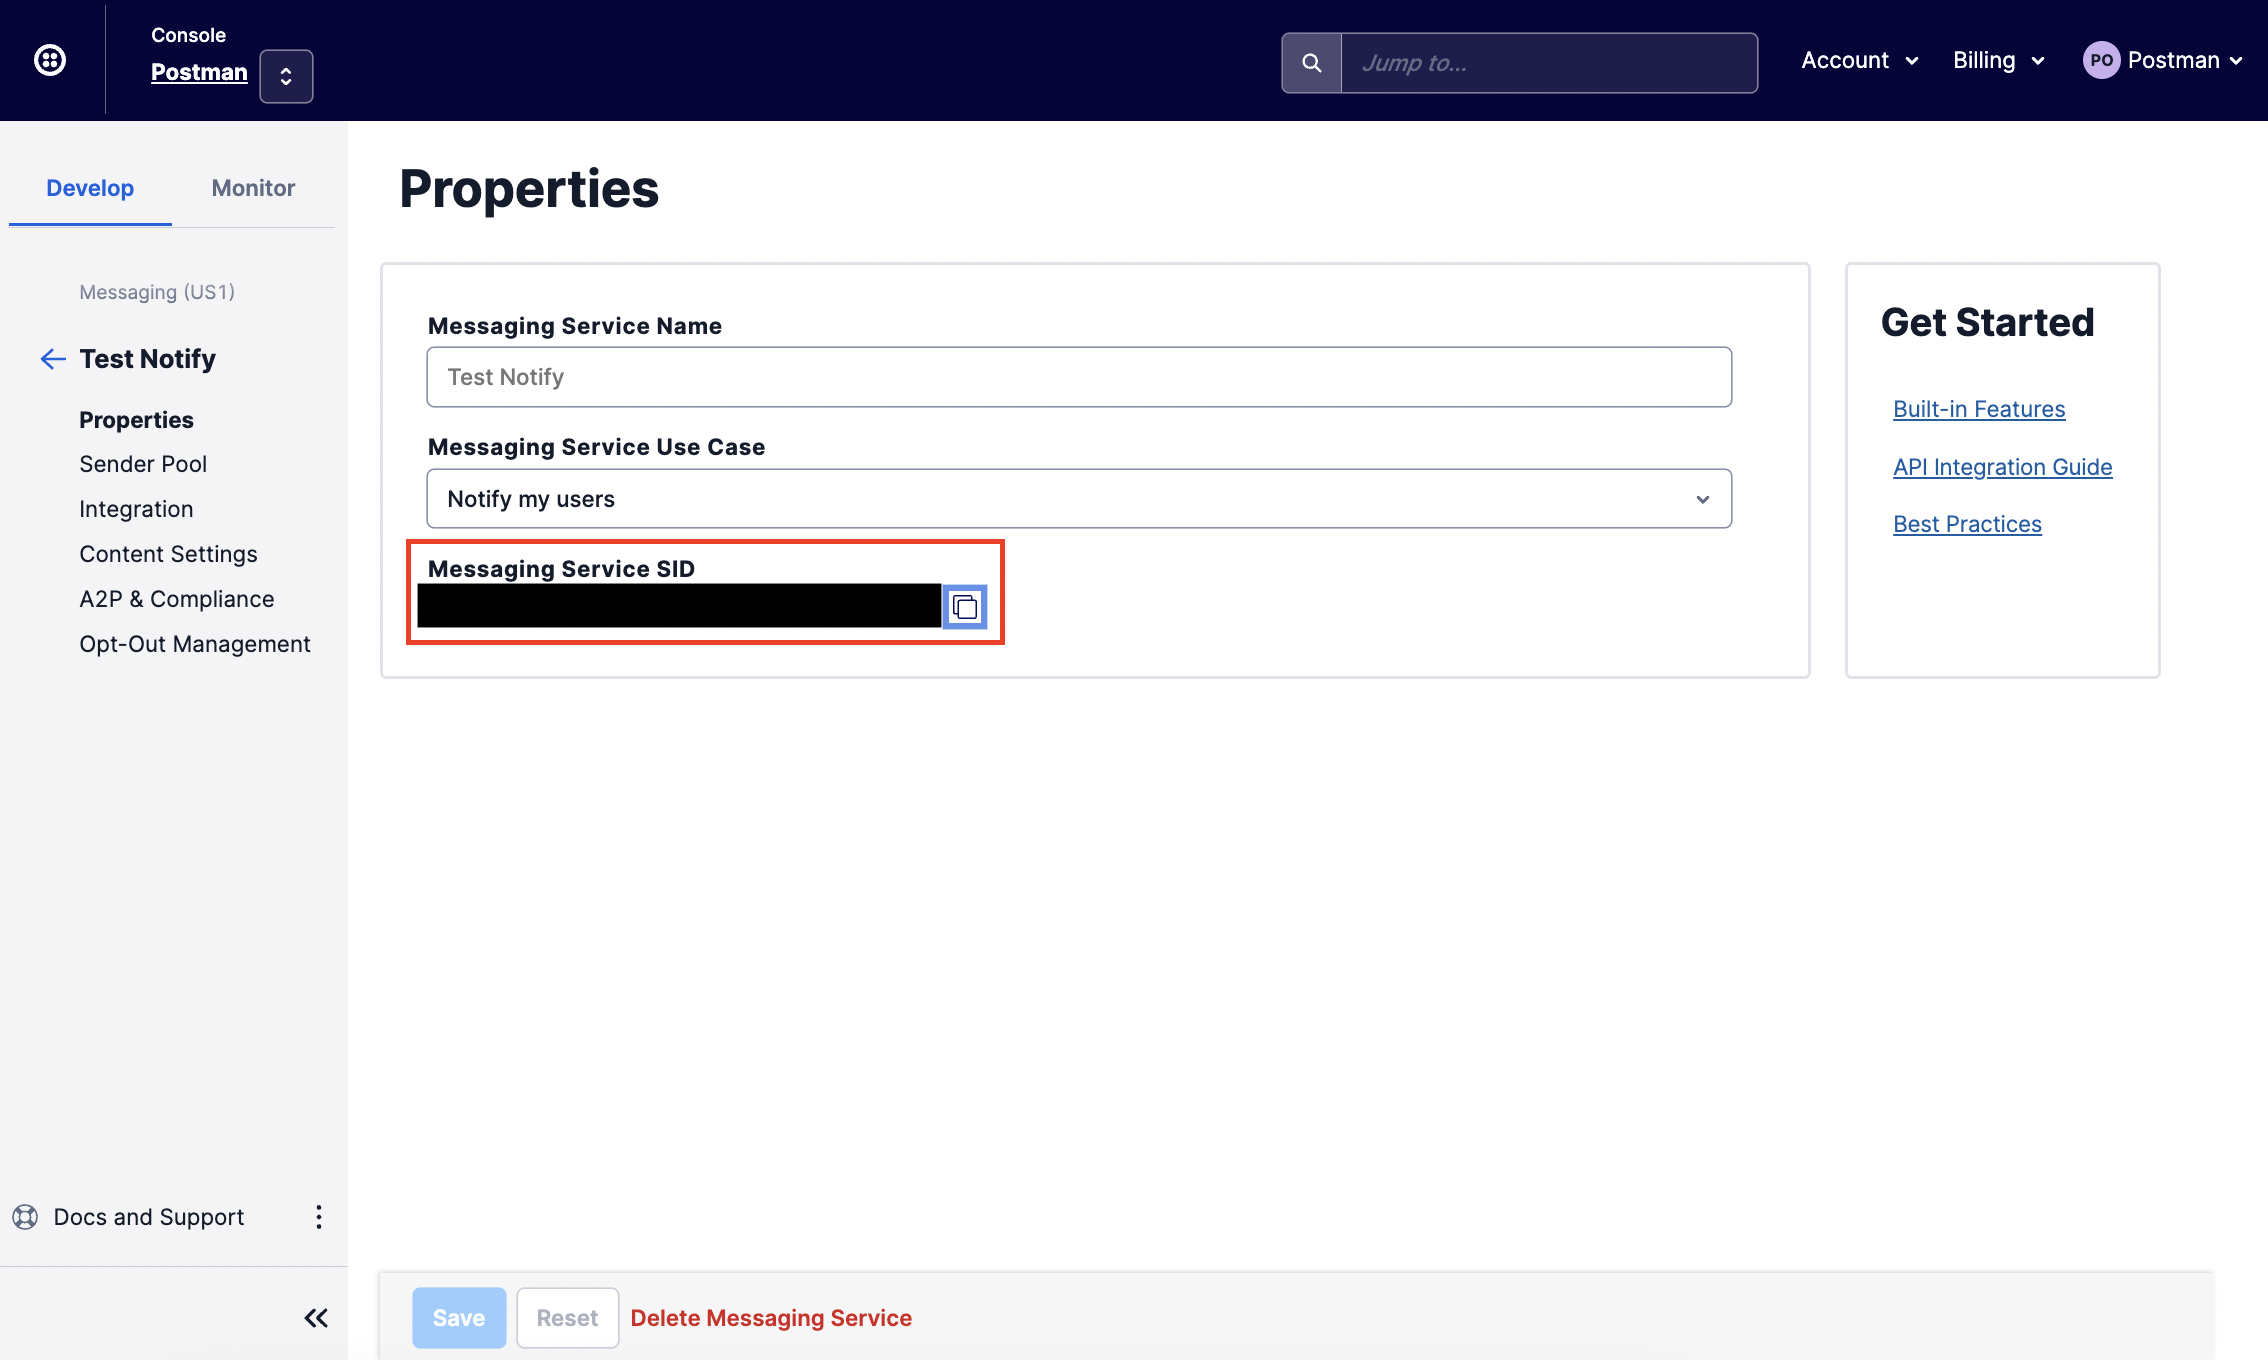 Console
Postman
Jump to...
Account
Billing
PO
Postman
Develop
Monitor
Messaging (US1)
Test Notify
Properties
Sender Pool
Integration
Content Settings
A2P & Compliance
Opt-Out Management
Docs and Support
Properties
Messaging Service Name
Test Notify
Messaging Service Use Case
Notify my users
Messaging Service SID
Get Started
Built-in Features
API Integration Guide
Best Practices
Save
Reset
Delete Messaging Service